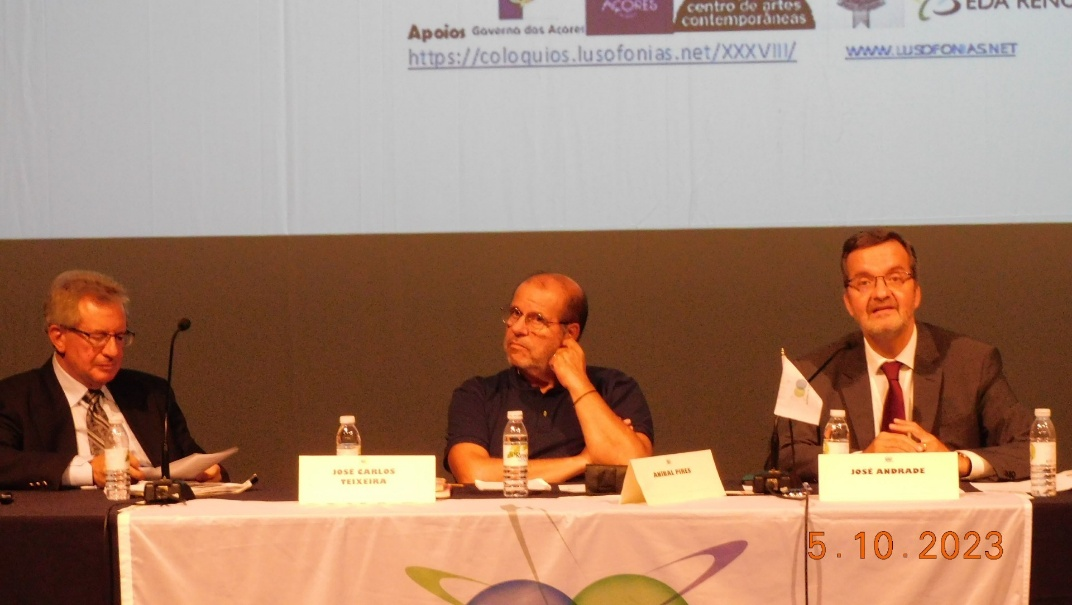 AÇORES
centro de artes
contemporâneas
EDA RENO
Apoios Governo dos Açores
https://coloquios.lusofonias.net/XXXVIII/
WWW.LUSOFONIAS.NET
JOSÉ CARLOS
TEIXEIRA
ANÍBAL PIRES
JOSÉ ANDRADE
5.10.2023